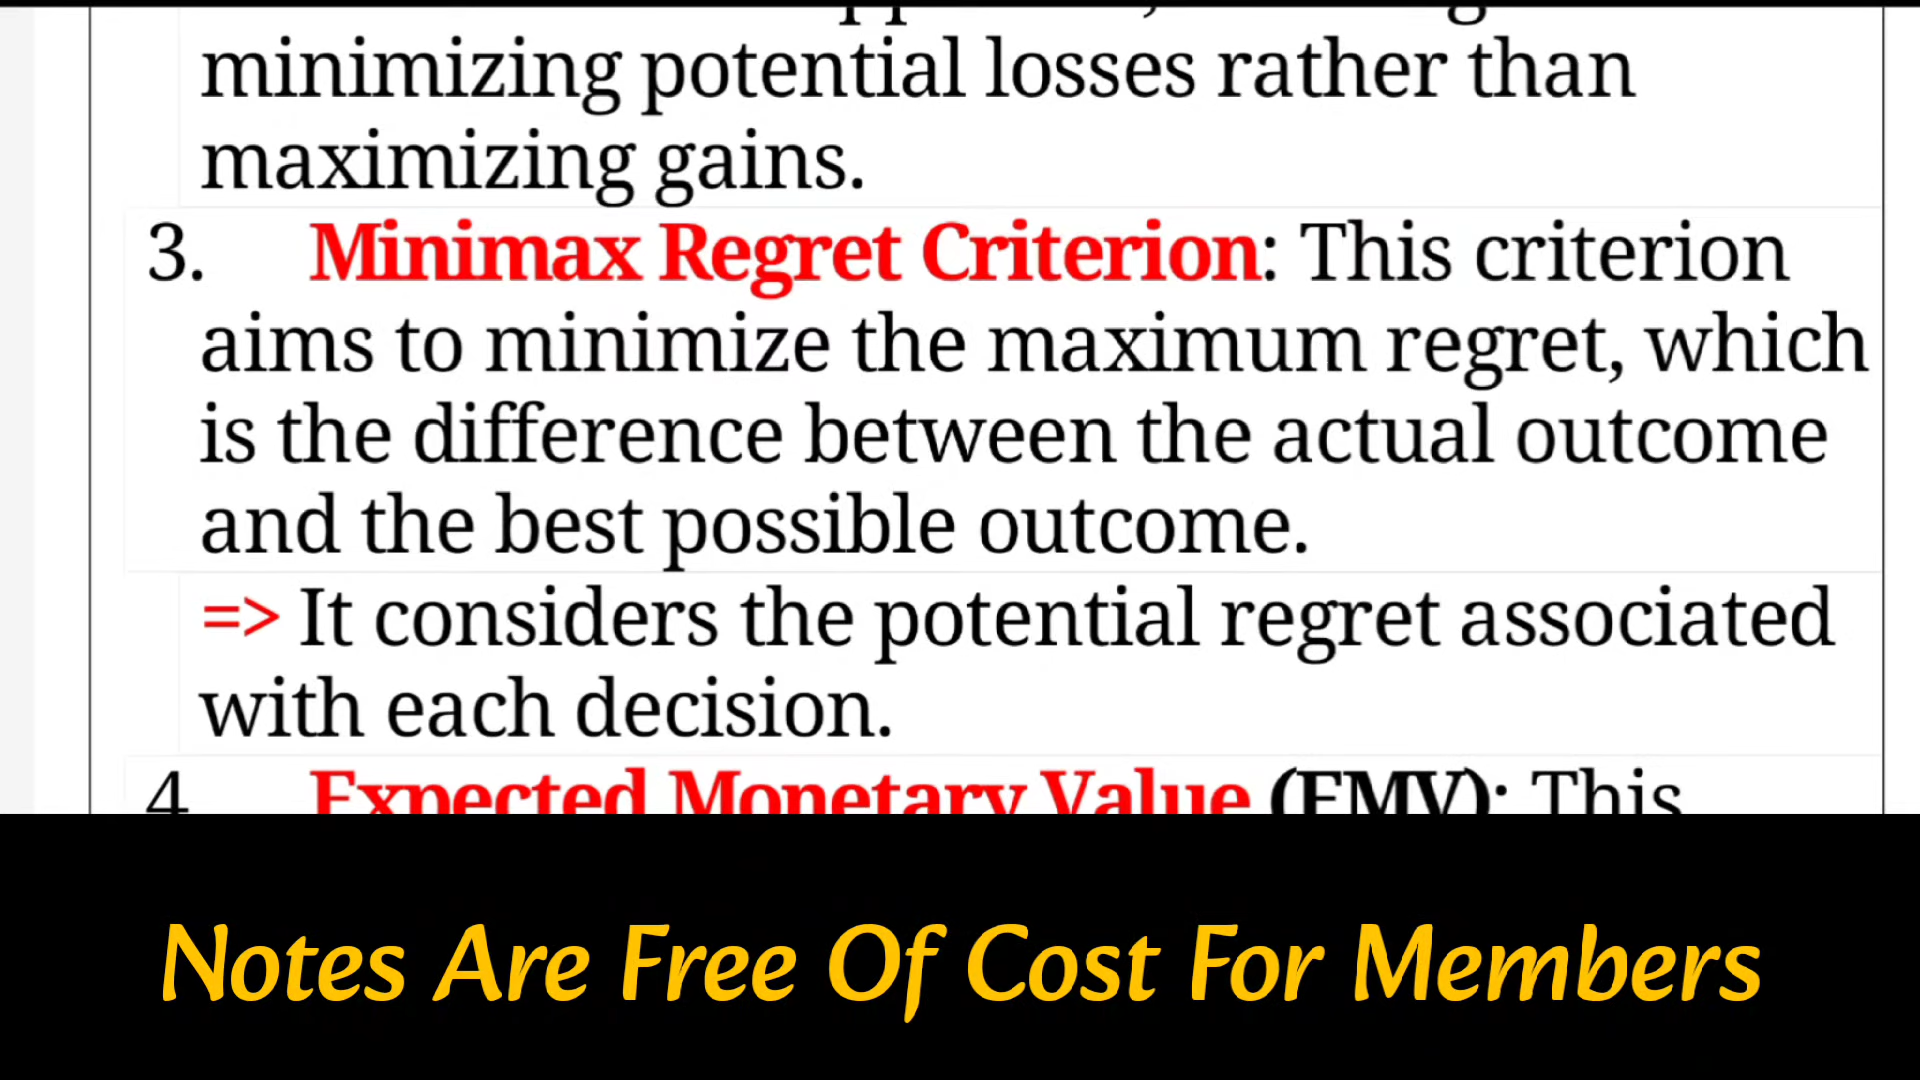 minimizing potential losses rather than
maximizing gains.
3. Minimax Regret Criterion: This criterion
aims to minimize the maximum regret, which
is the difference between the actual outcome
and the best possible outcome.
=> It considers the potential regret associated
with each decision.
4 Expected Monetary Value (EMV): This
Notes Are Free Of Cost For Members